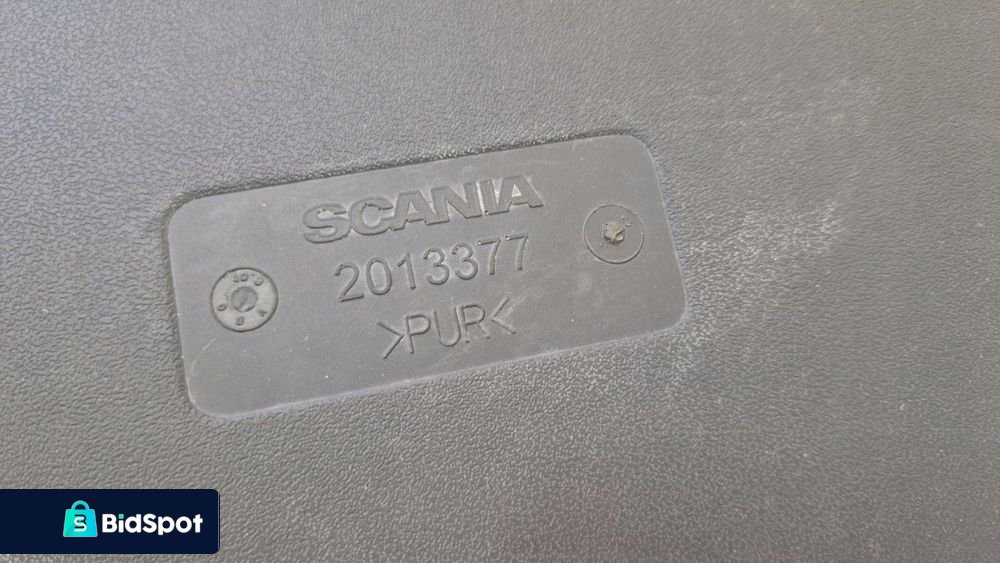 SCANIA
2013377
>PUR<
BidSpot